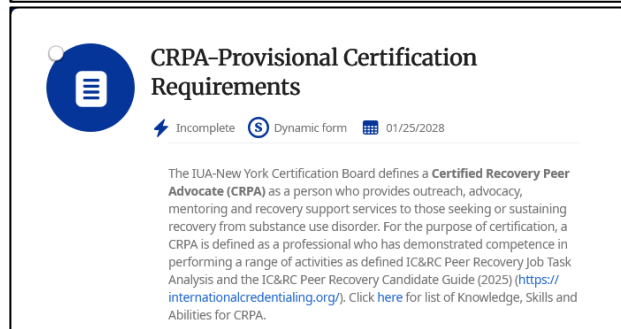 CRPA-Provisional Certification
Requirements
Incomplete S Dynamic form 01/25/2028
The IUA-New York Certification Board defines a Certified Recovery Peer
Advocate (CRPA) as a person who provides outreach, advocacy,
mentoring and recovery support services to those seeking or sustaining
recovery from substance use disorder. For the purpose of certification, a
CRPA is defined as a professional who has demonstrated competence in
performing a range of activities as defined IC&RC Peer Recovery Job Task
Analysis and the IC&RC Peer Recovery Candidate Guide (2025) (https://
internationalcredentialing.org/). Click here for list of Knowledge, Skills and
Abilities for CRPA.